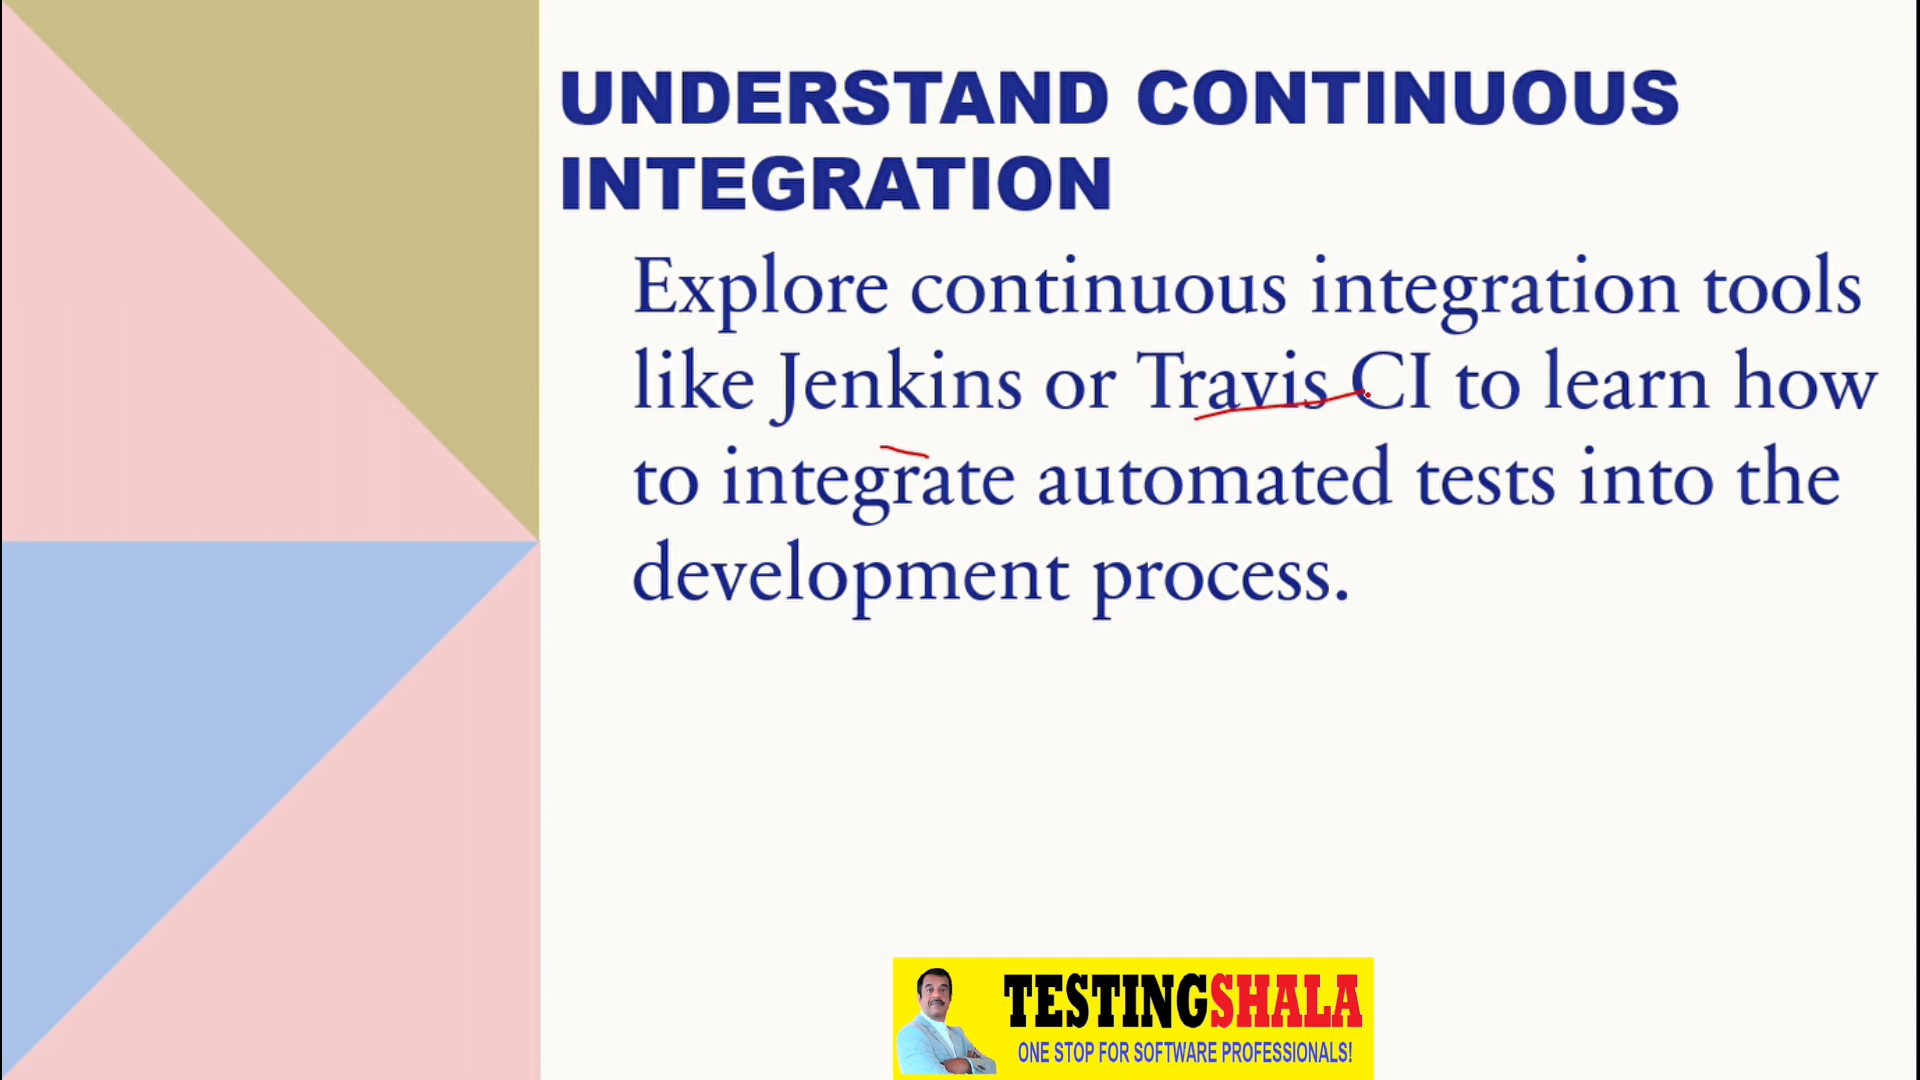 UNDERSTAND CONTINUOUS
INTEGRATION
Explore continuous integration tools
like Jenkins or Travis CI to learn how
to integrate automated tests into the
development process.
TESTINGSHALA
ONE STOP FOR SOFTWARE PROFESSIONALS!